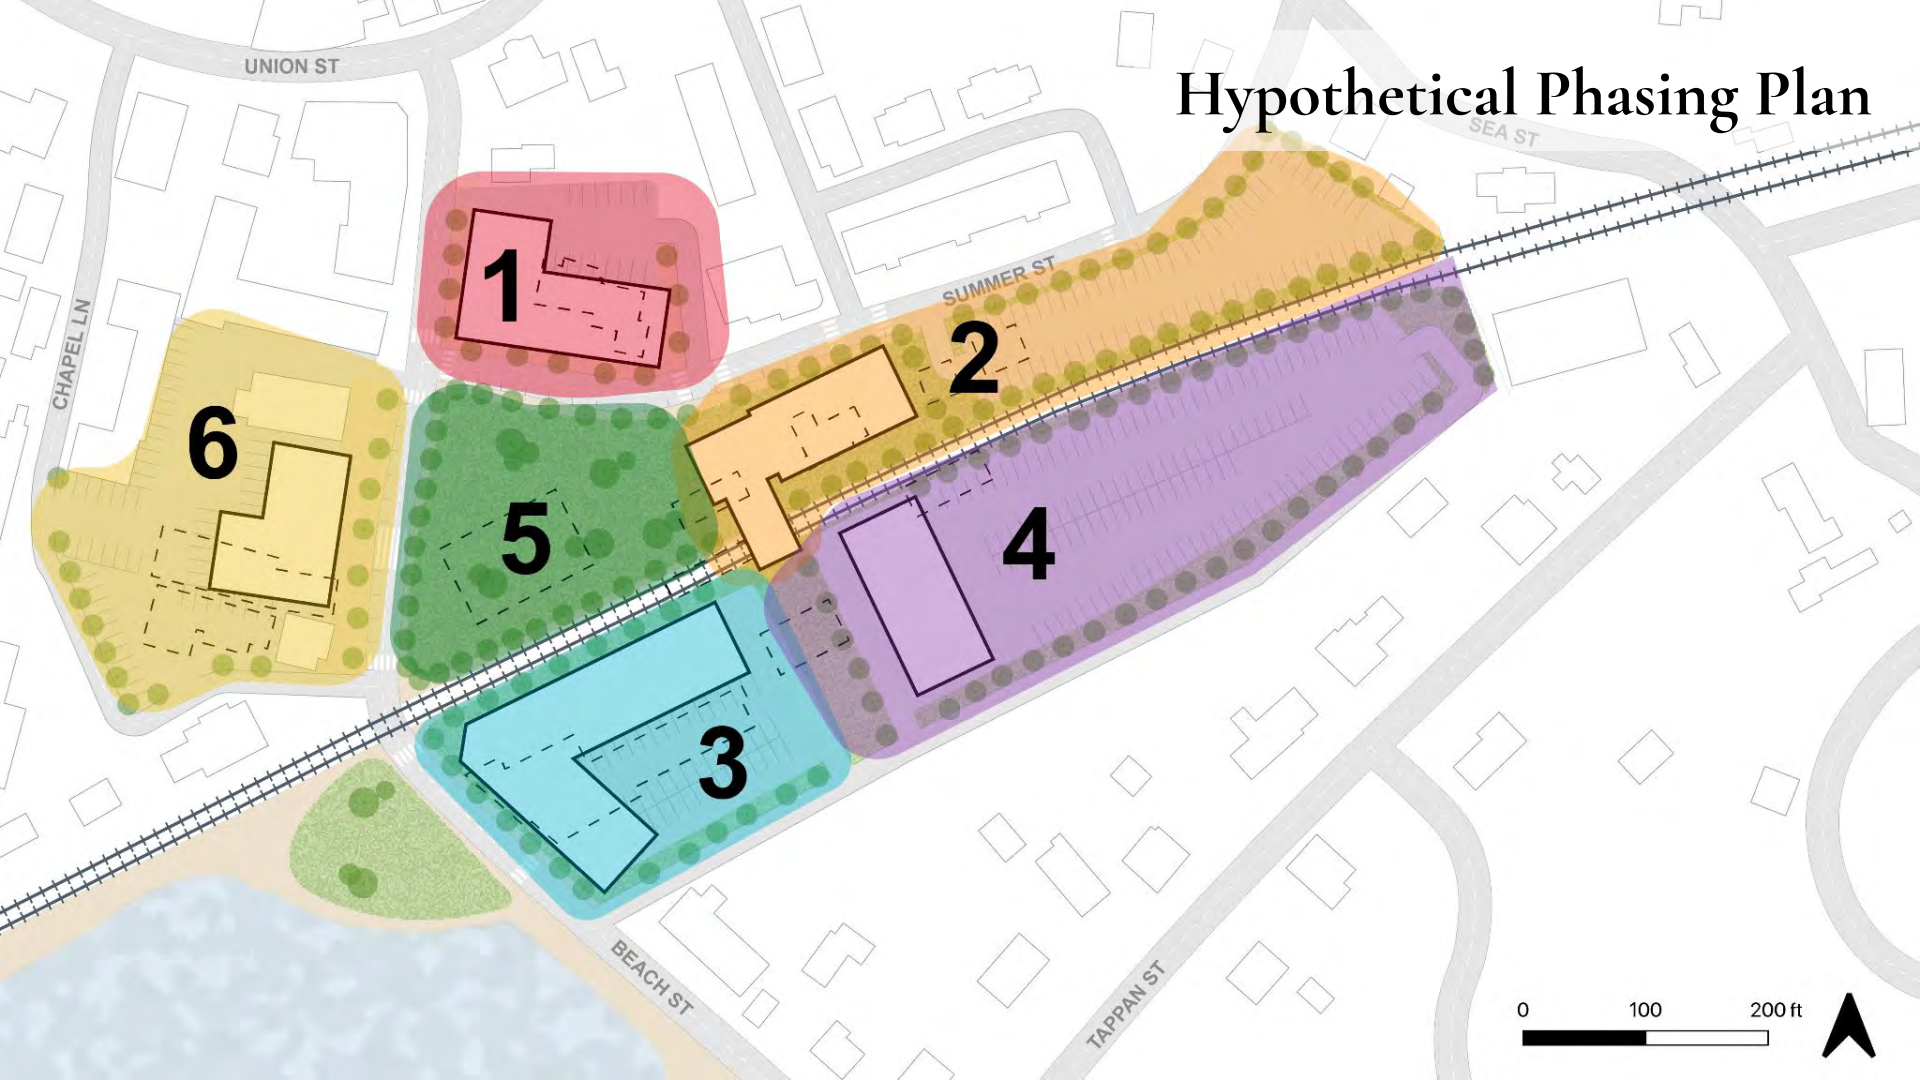 Hypothetical Phasing Plan
UNION ST
SEA ST
CHAPEL LN
SUMMER ST
1
2
6
5
4
3
BEACH ST
TAPPAN ST
0 100 200 ft